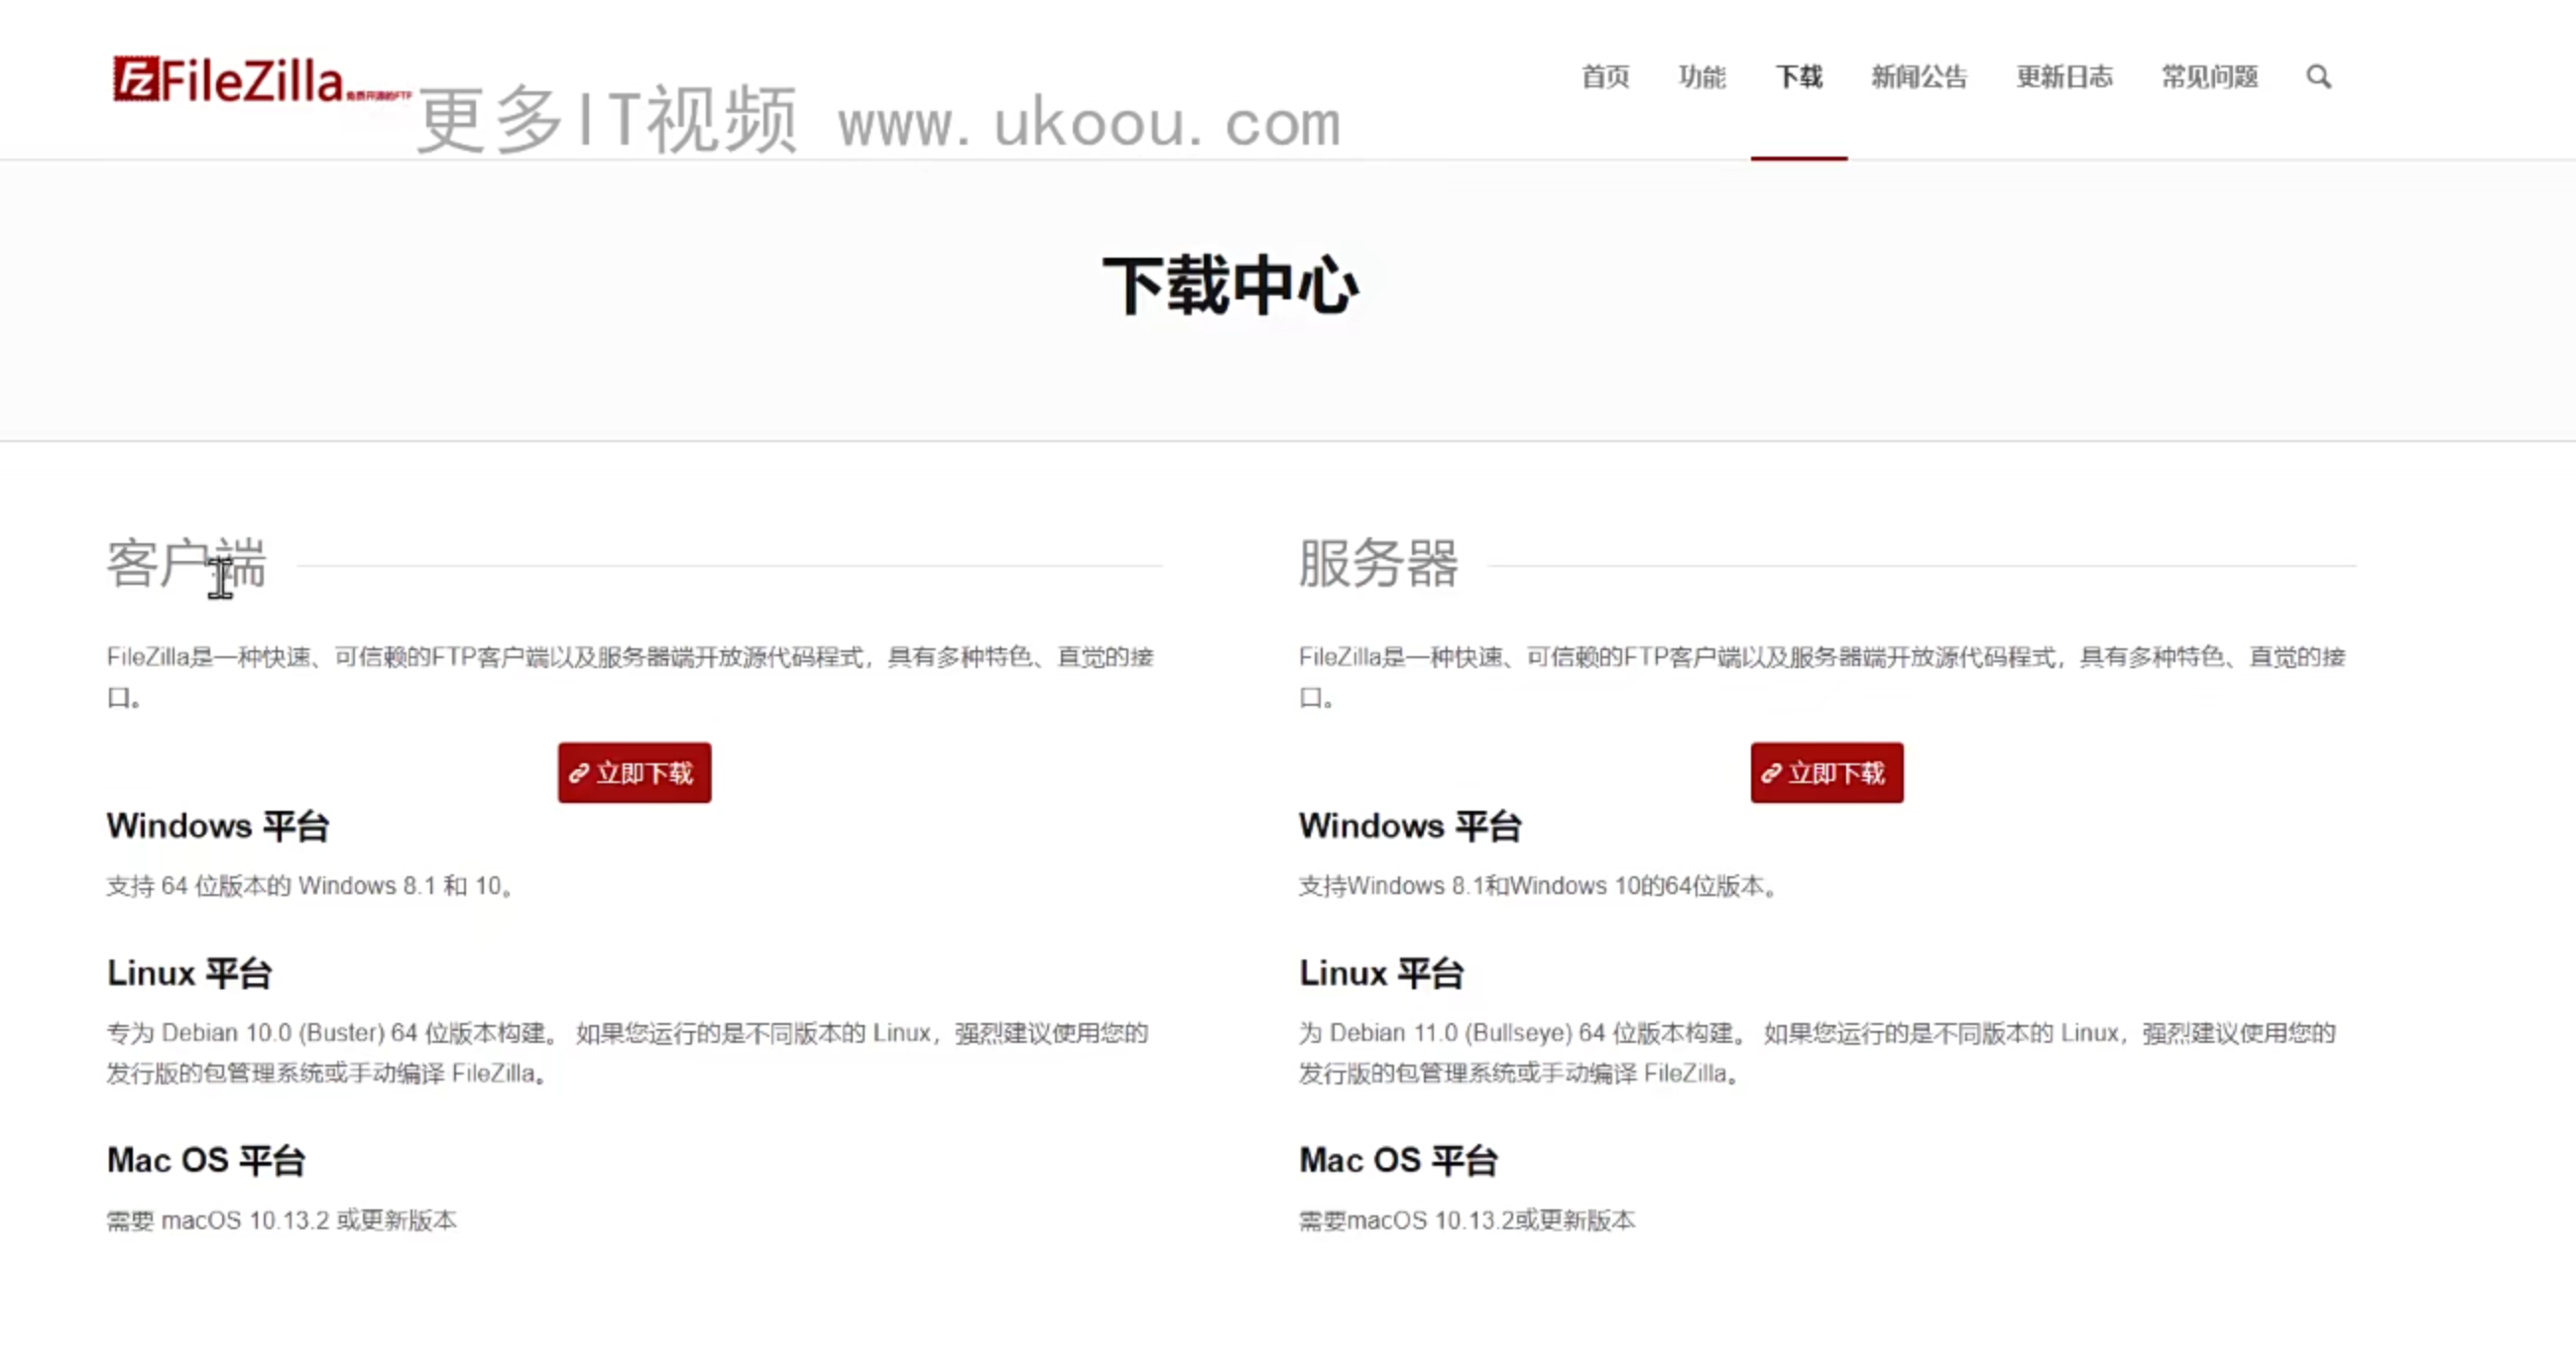 FileZilla 免费开源的FTP
更多IT视频 www.ukoou.com
首页 功能 下载 新闻公告 更新日志 常见问题
下载中心
客户端
FileZilla是一种快速、可信赖的FTP客户端以及服务器端开放源代码程式，具有多种特色、直觉的接
口。
立即下载
Windows 平台
支持 64 位版本的 Windows 8.1 和 10。
Linux 平台
专为 Debian 10.0 (Buster) 64 位版本构建。 如果您运行的是不同版本的 Linux，强烈建议使用您的
发行版的包管理系统或手动编译 FileZilla。
Mac OS 平台
需要 macOS 10.13.2 或更新版本
服务器
FileZilla是一种快速、可信赖的FTP客户端以及服务器端开放源代码程式，具有多种特色、直觉的接
口。
立即下载
Windows 平台
支持Windows 8.1和Windows 10的64位版本。
Linux 平台
为 Debian 11.0 (Bullseye) 64 位版本构建。 如果您运行的是不同版本的 Linux，强烈建议使用您的
发行版的包管理系统或手动编译 FileZilla。
Mac OS 平台
需要macOS 10.13.2或更新版本